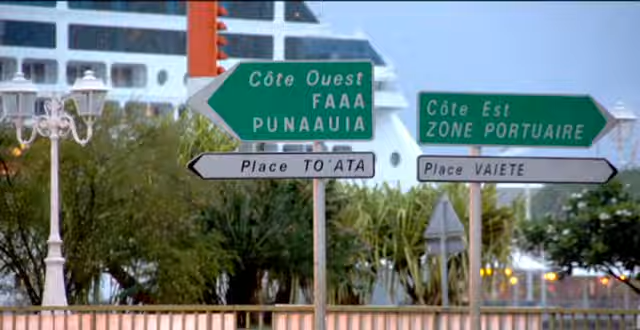 Côte Ouest
FAAA
PUNAAUIA
Place TO'ATA
Côte Est
ZONE PORTUAIRE
Place VAIETE